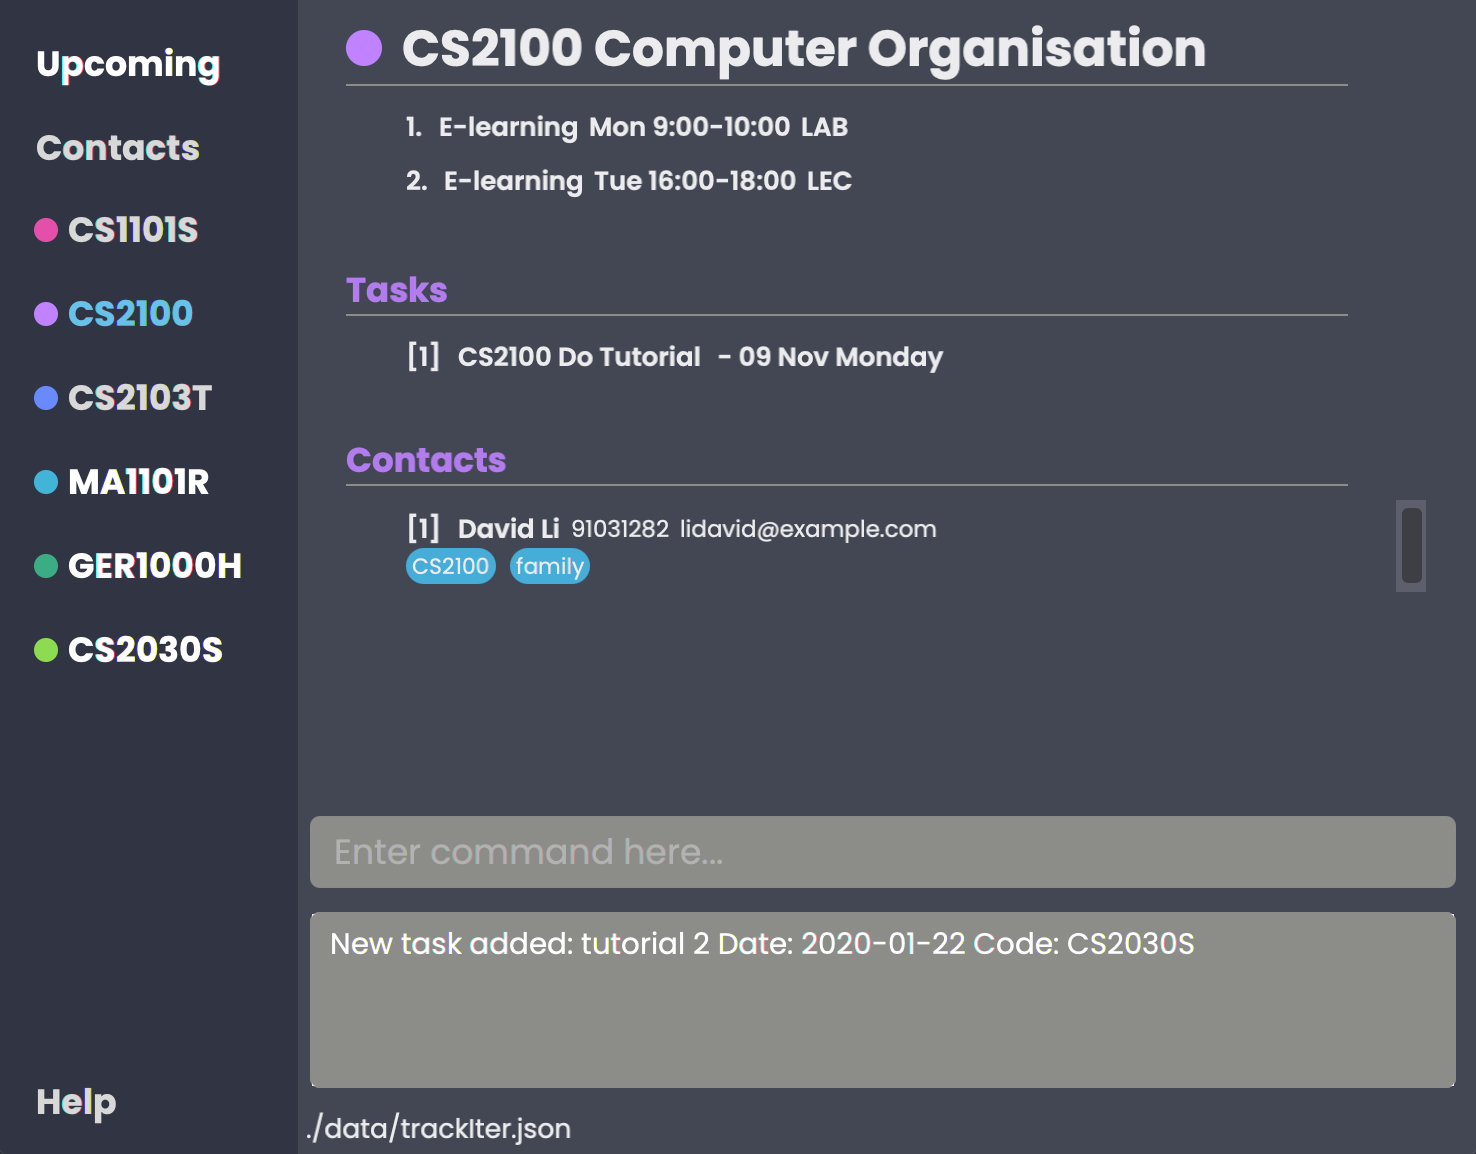 Upcoming
Contacts
CS1101S
CS2100
CS2103T
MA1101R
GER1000H
CS2030S
Help
CS2100 Computer Organisation
1. E-learning Mon 9:00-10:00 LAB
2. E-learning Tue 16:00-18:00 LEC
Tasks
[1] CS2100 Do Tutorial - 09 Nov Monday
Contacts
[1] David Li 91031282 lidavid@example.com
CS2100 family
Enter command here...
New task added: tutorial 2 Date: 2020-01-22 Code: CS2030S
./data/trackIter.json